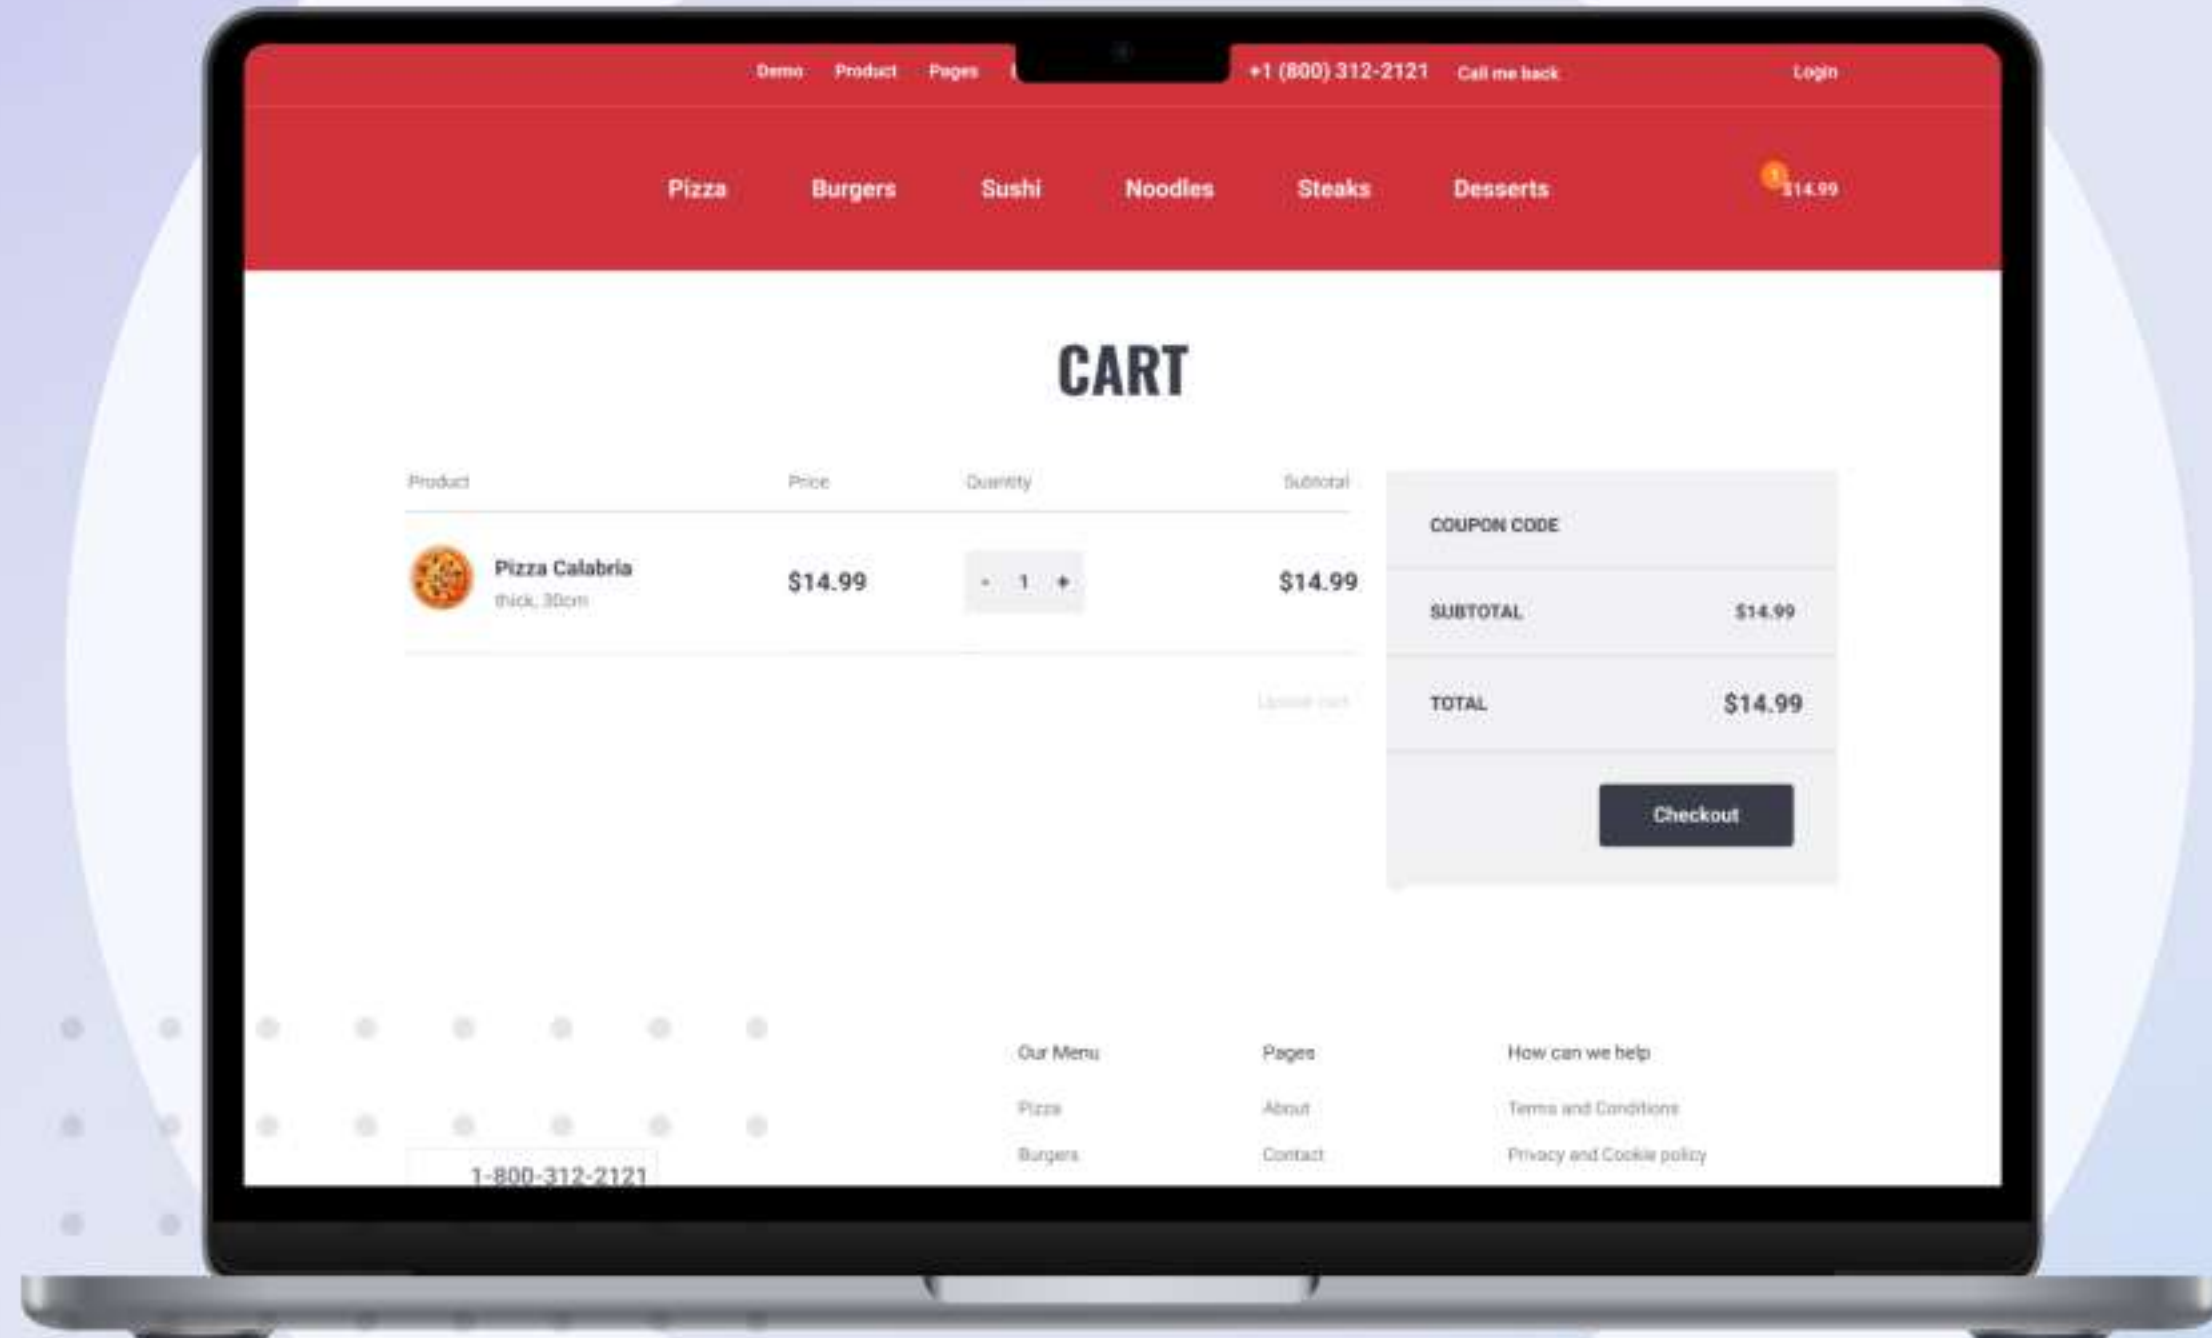 Demo Product Pages +1 (800) 312-2121 Call me back Login
Pizza Burgers Sushi Noodles Steaks Desserts 1 $14.99
CART
Product Price Quantity Subtotal
COUPON CODE
Pizza Calabria
thick, 30cm
$14.99 - 1 + $14.99
SUBTOTAL $14.99
Update cart
TOTAL $14.99
Checkout
Our Menu Pages How can we help
Pizza About Terms and Conditions
Burgers Contact Privacy and Cookie policy
1-800-312-2121